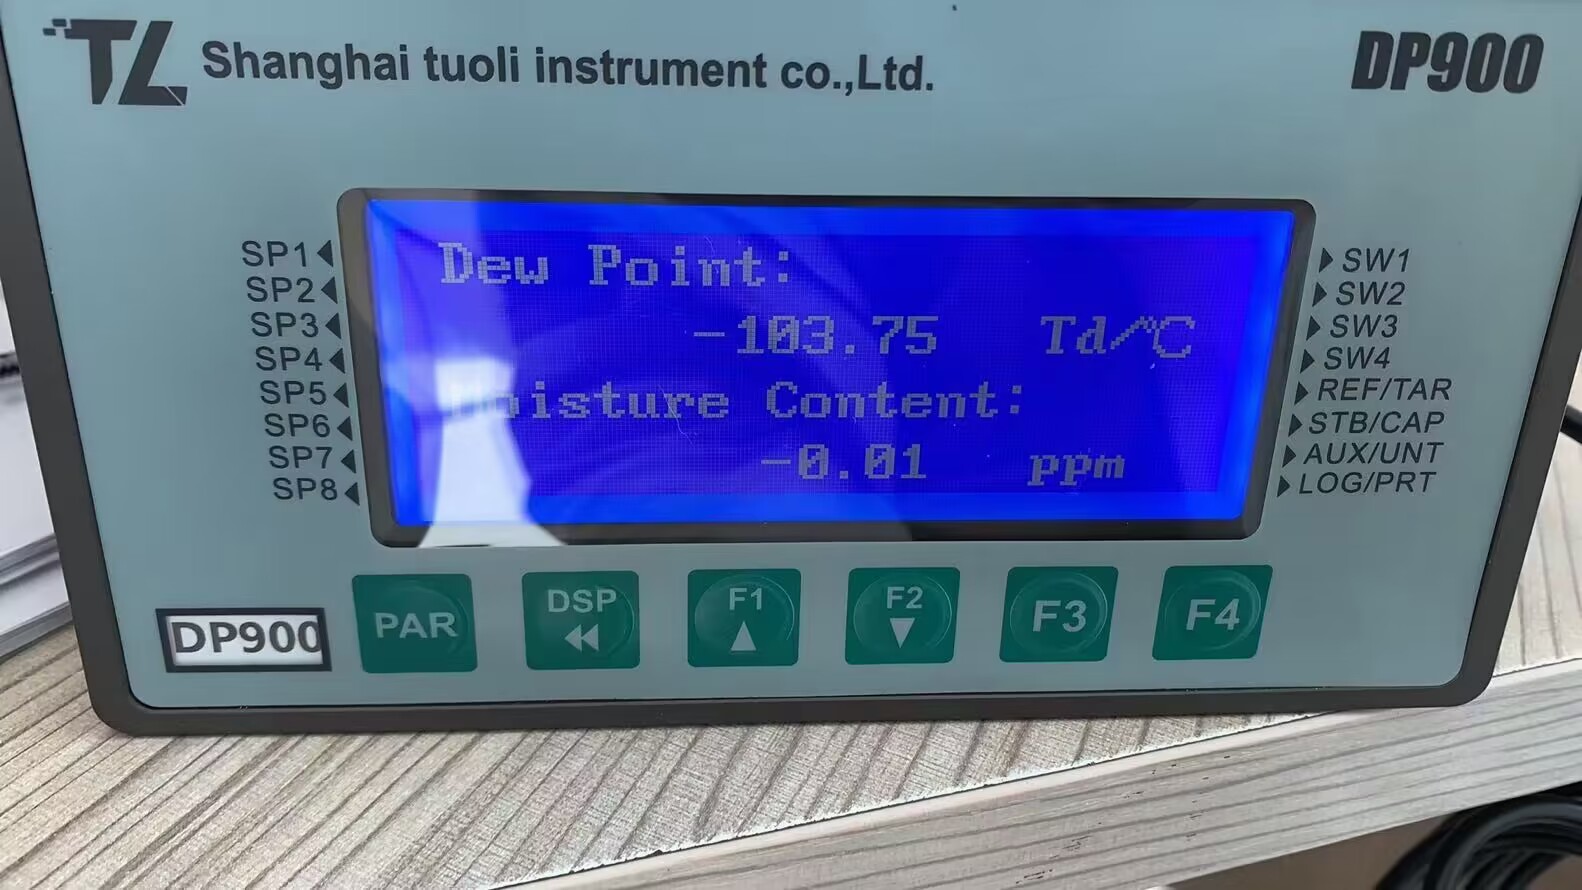 TL Shanghai tuoli instrument co.,Ltd.
DP900
SP1
SP2
SP3
SP4
SP5
SP6
SP7
SP8
Dew Point:
-103.75 Td/℃
Moisture Content:
-0.01 ppm
SW1
SW2
SW3
SW4
REF/TAR
STB/CAP
AUX/UNT
LOG/PRT
DP900
PAR
DSP
F1
F2
F3
F4